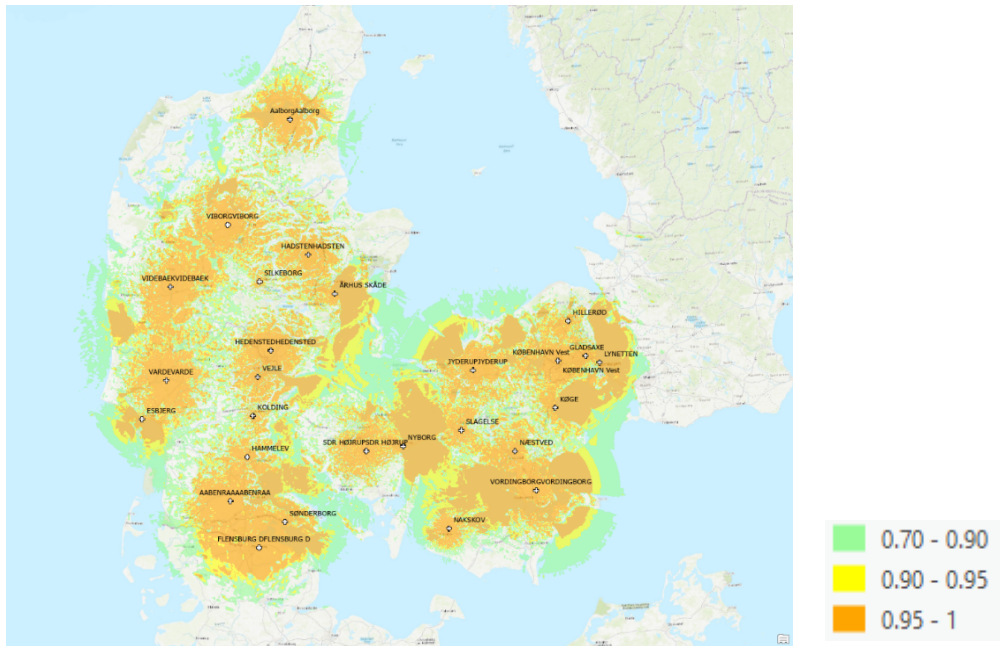 AalborgAalborg
VIBORGVIBORG
HADSTENHADSTEN
SILKEBORG
VIDEBAEKVIDEBAEK
ÅRHUS SKÅDE
HILLERØD
HEDENSTEDHEDENSTED
GLADSAXE
KØBENHAVN Vest
LYNETTEN
JYDERUPJYDERUP
KØBENHAVN Vest
VEJLE
VARDEVARDE
KØGE
ESBJERG
KOLDING
SLAGELSE
SDR HØJRUPSDR HØJRUP
NYBORG
NÆSTVED
HAMMELEV
VORDINGBORGVORDINGBORG
AABENRAAAABENRAA
SØNDERBORG
NAKSKOV
FLENSBURG DFLENSBURG D
0.70 - 0.90
0.90 - 0.95
0.95 - 1